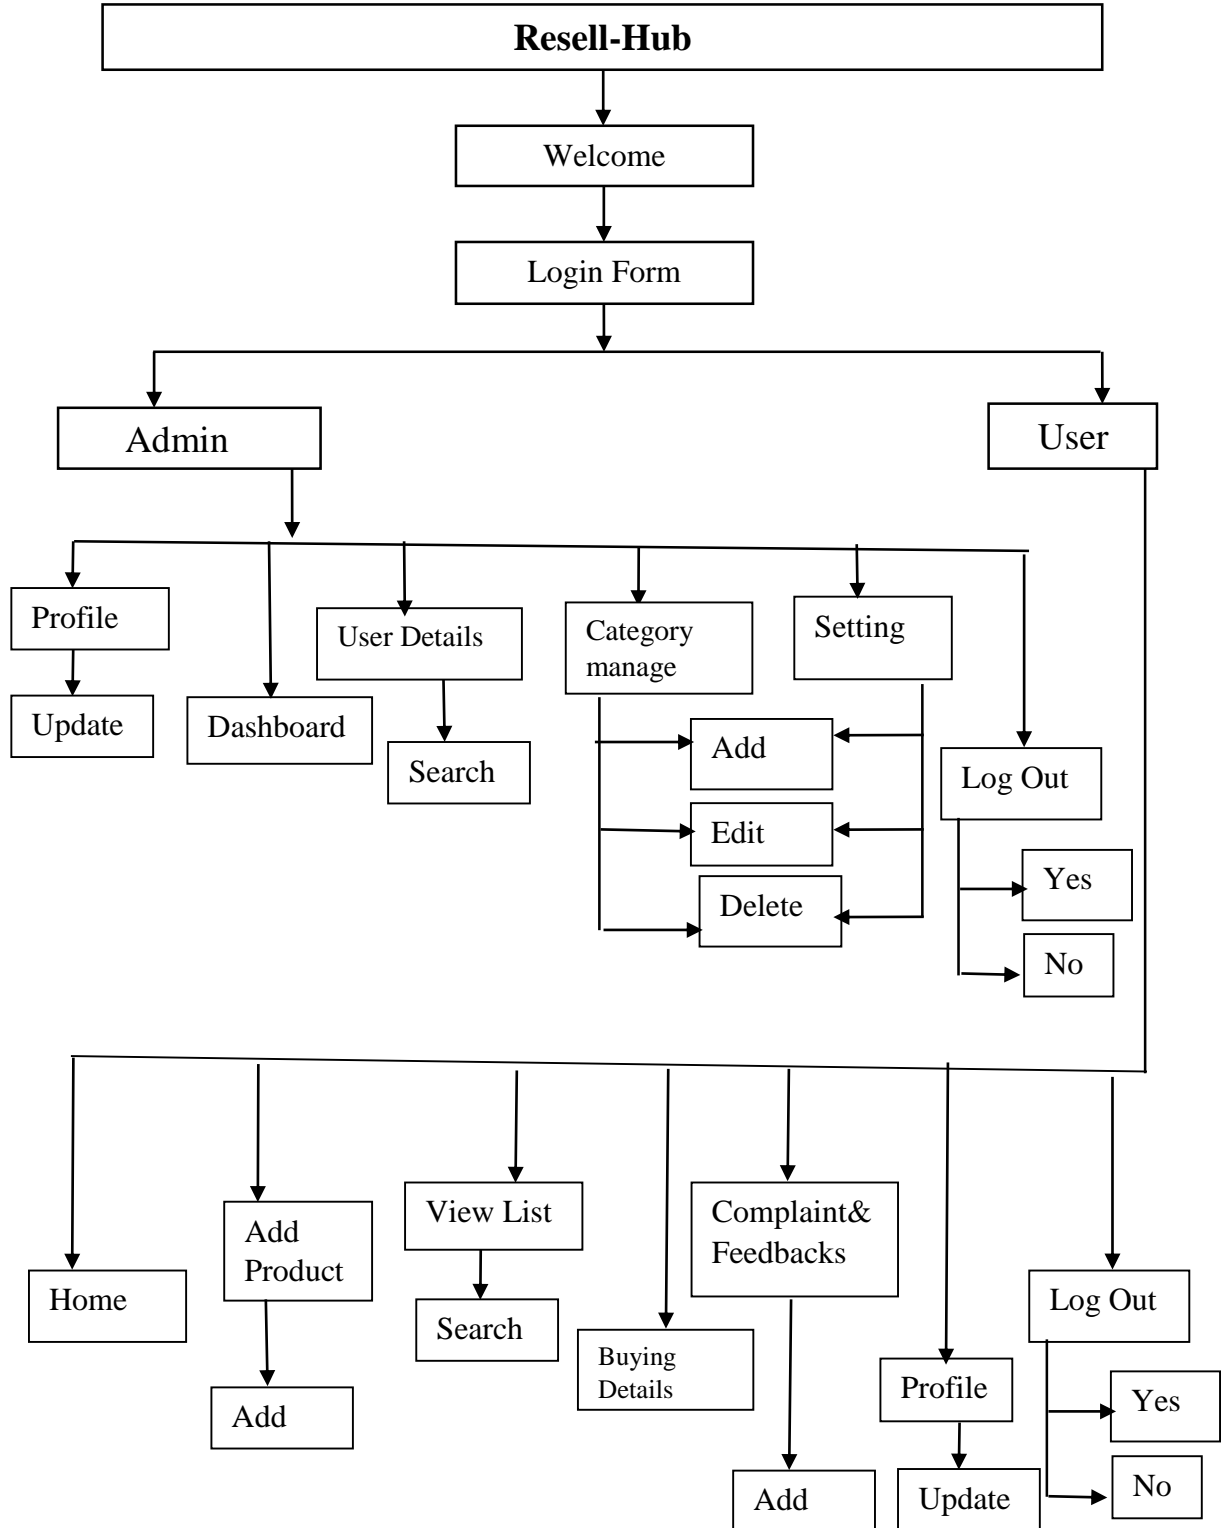 Resell-Hub
Welcome
Login Form
Admin
User
Profile
User Details
Category
manage
Setting
Update
Dashboard
Search
Add
Log Out
Edit
Yes
Delete
No
Home
Add
Product
View List
Complaint&
Feedbacks
Log Out
Search
Buying
Details
Profile
Yes
Add
Add
Update
No